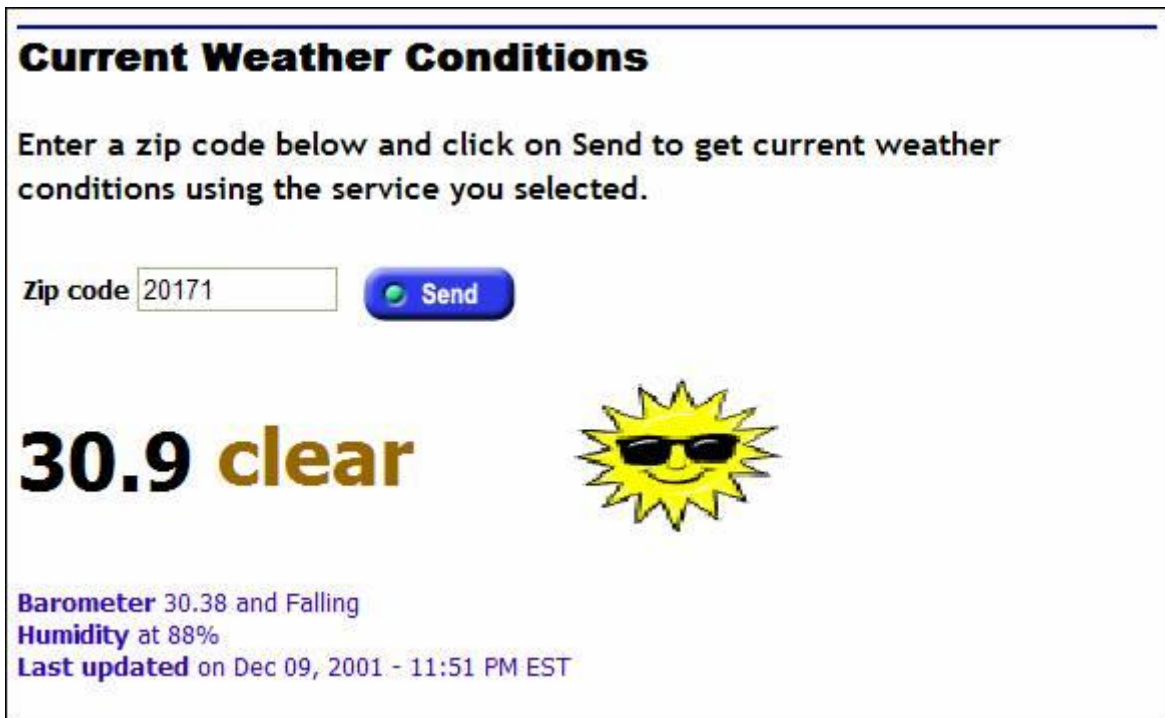 Current Weather Conditions
Enter a zip code below and click on Send to get current weather
conditions using the service you selected.
Zip code 20171 Send
30.9 clear
Barometer 30.38 and Falling
Humidity at 88%
Last updated on Dec 09, 2001 - 11:51 PM EST